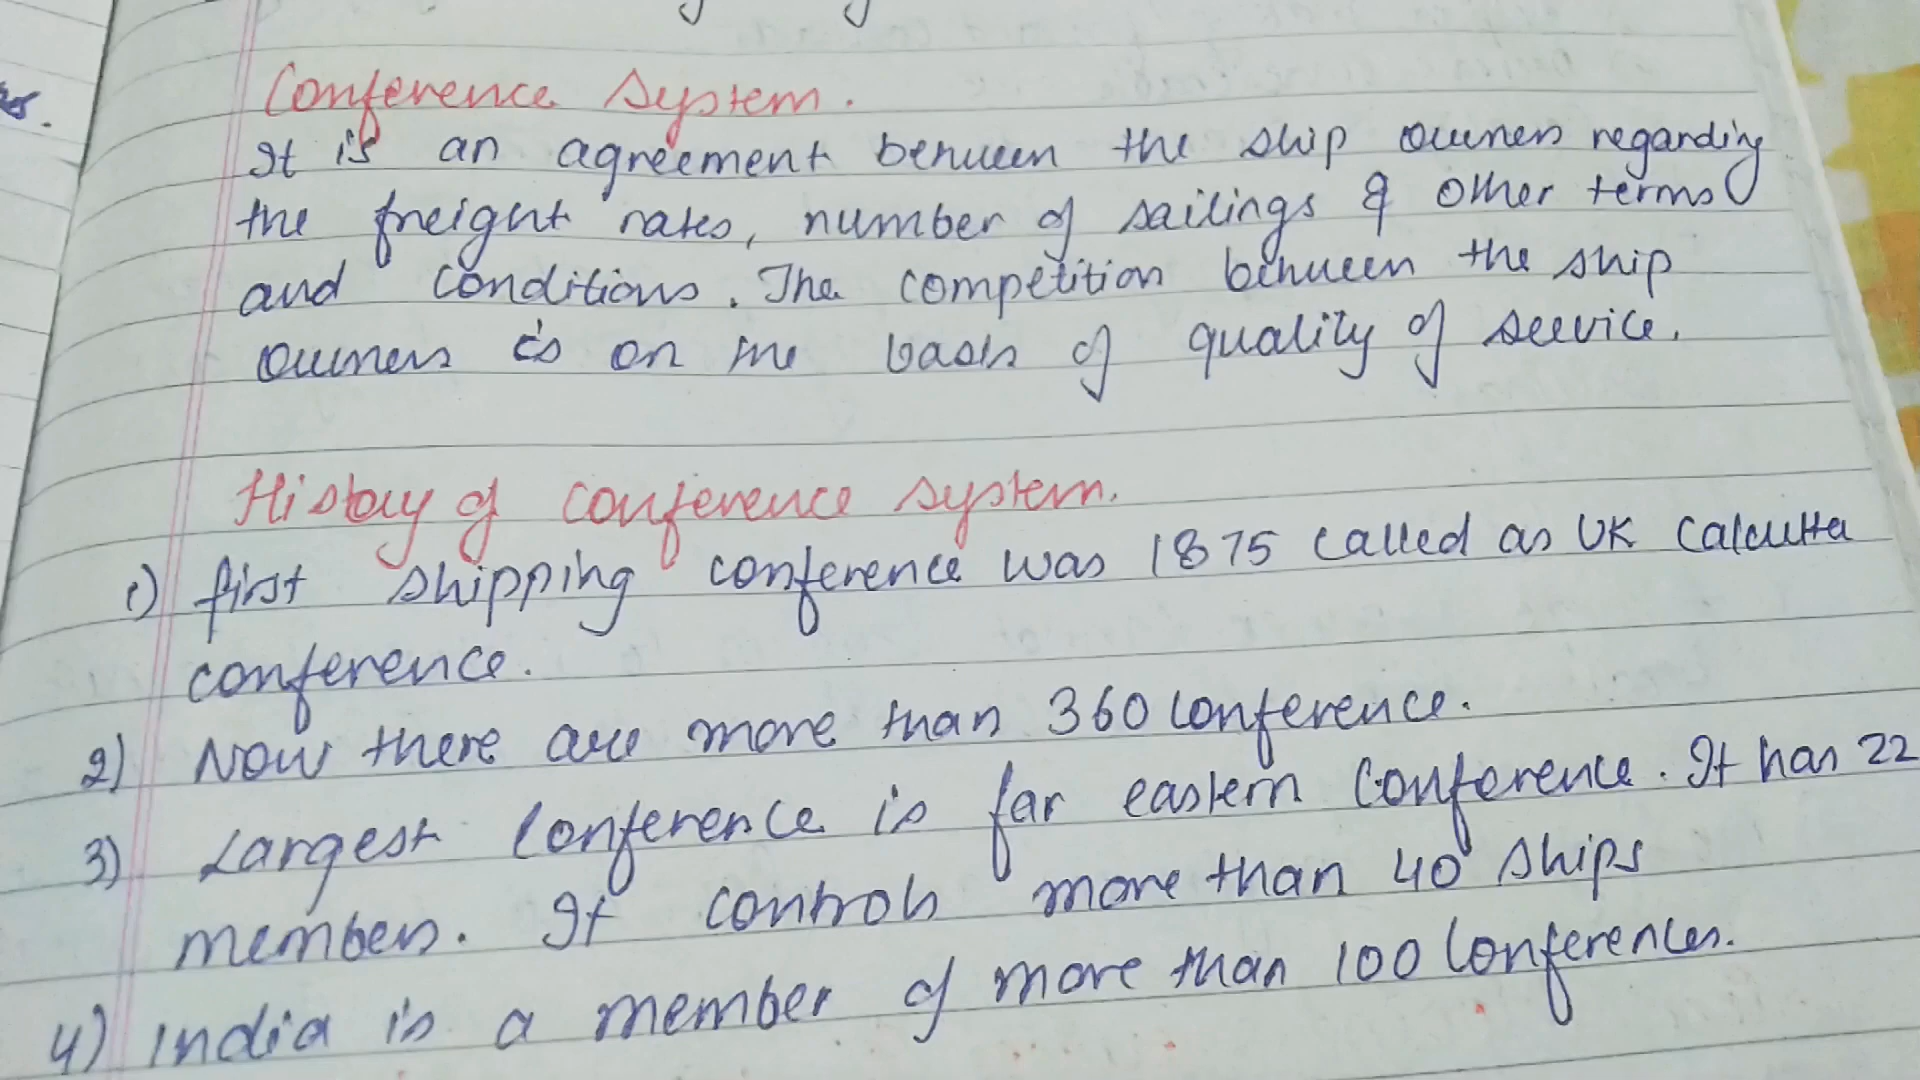 Conference System.
It is an agreement between the ship owners regarding
the freight rates, number of sailings & other terms
and conditions. The competition between the ship
owners is on the basis of quality of service.
History of conference system.
1) first shipping conference was 1875 called as UK Calcutta
conference.
2) Now there are more than 360 conference.
3) Largest conference is far eastern conference. It has 22
members. It controls more than 40 ships
4) india is a member of more than 100 conferences.